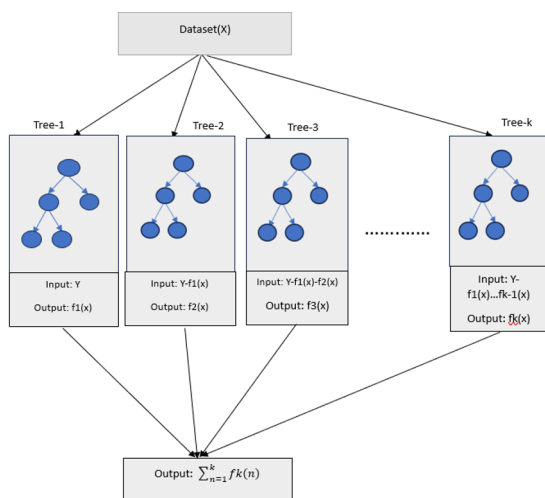 Dataset(X)
Tree-1
Tree-2
Tree-3
Tree-k
.............
Input: Y
Output: f1(x)
Input: Y-f1(x)
Output: f2(x)
Input: Y-f1(x)-f2(x)
Output: f3(x)
Input: Y-
f1(x)...fk-1(x)
Output: fk(x)
Output: $\sum_{n=1}^{k} fk(n)$